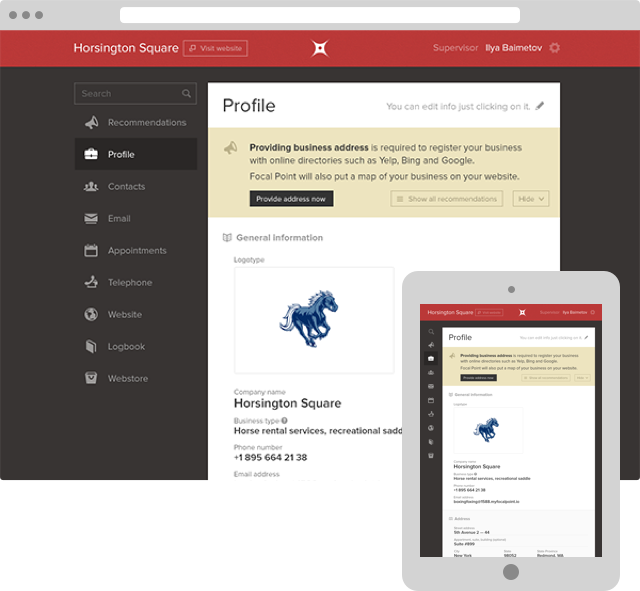 Horsington Square
Visit website
Supervisor Ilya Baimetov
Search
Recommendations
Profile
Contacts
Email
Appointments
Telephone
Website
Logbook
Webstore
Profile
You can edit info just clicking on it.
Providing business address is required to register your business
with online directories such as Yelp, Bing and Google.
Focal Point will also put a map of your business on your website.
Provide address now
Show all recommendations
Hide
General information
Logotype
Company name
Horsington Square
Business type
Horse rental services, recreational sadd
Phone number
+1 895 664 21 38
Email address
Horsington Square
Visit website
Supervisor Ilya Baimetov
Profile
You can edit info just clicking on it.
Providing business address is required to register your business
with online directories such as Yelp, Bing and Google.
Focal Point will also put a map of your business on your website.
Provide address now
Show all recommendations
Hide
General information
Logotype
Company name
Horsington Square
Business type
Horse rental services, recreational saddle
Phone number
+1 895 664 21 38
Email address
Address
Street address
5th Avenue 2 — 44
Suite #899
City State State Province
New York 98052 Redmond, WA